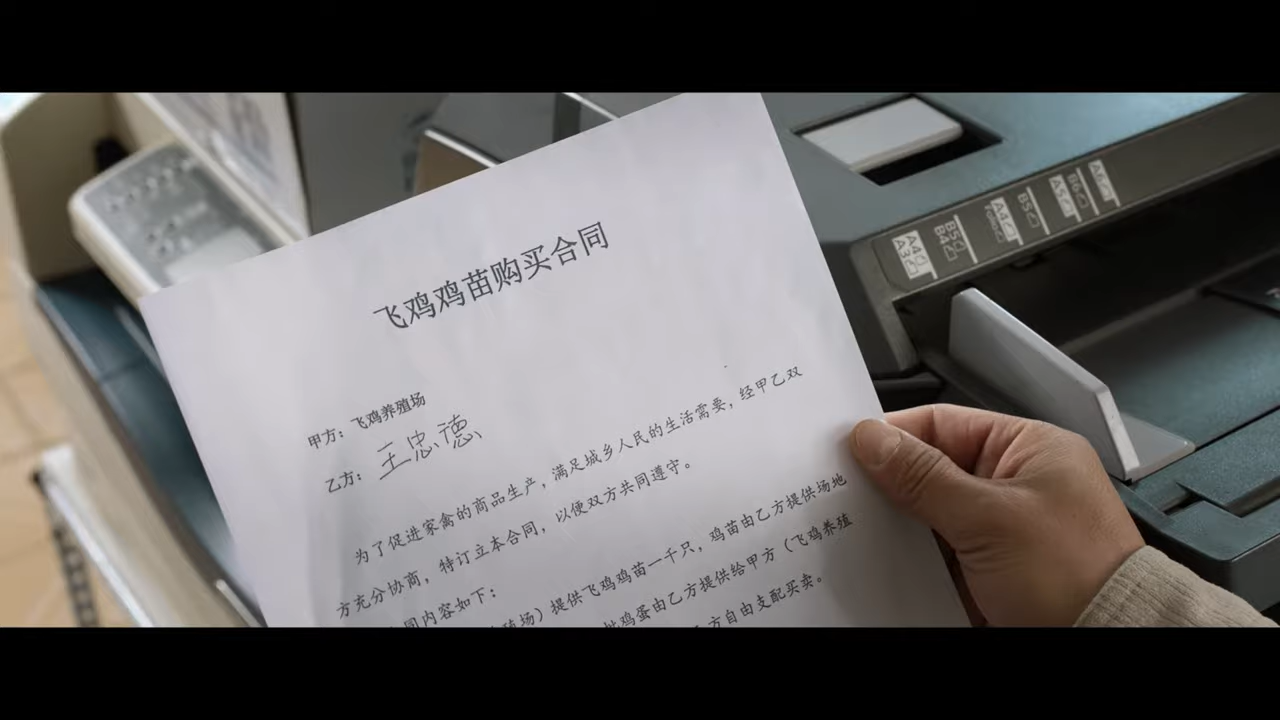 飞鸡鸡苗购买合同
甲方：飞鸡养殖场
乙方：王忠德
为了促进家禽的商品生产，满足城乡人民的生活需要，经甲乙双
方充分协商，特订立本合同，以便双方共同遵守。
同内容如下：
殖场）提供飞鸡鸡苗一千只，鸡苗由乙方提供场地
批鸡蛋由乙方提供给甲方（飞鸡养殖
方自由支配买卖。
A4
A3
B5
B4
A4
B5
A5
B6
A6